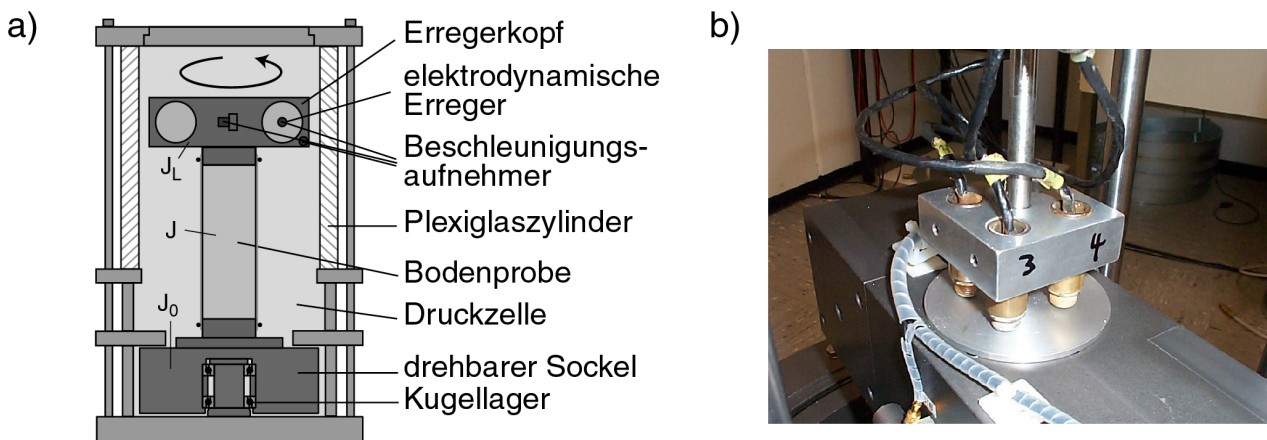 a)
Erregerkopf
elektrodynamische
Erreger
Beschleunigungs-
aufnehmer
Plexiglaszylinder
Bodenprobe
Druckzelle
drehbarer Sockel
Kugellager
J_L
J
J_0
b)
3
4